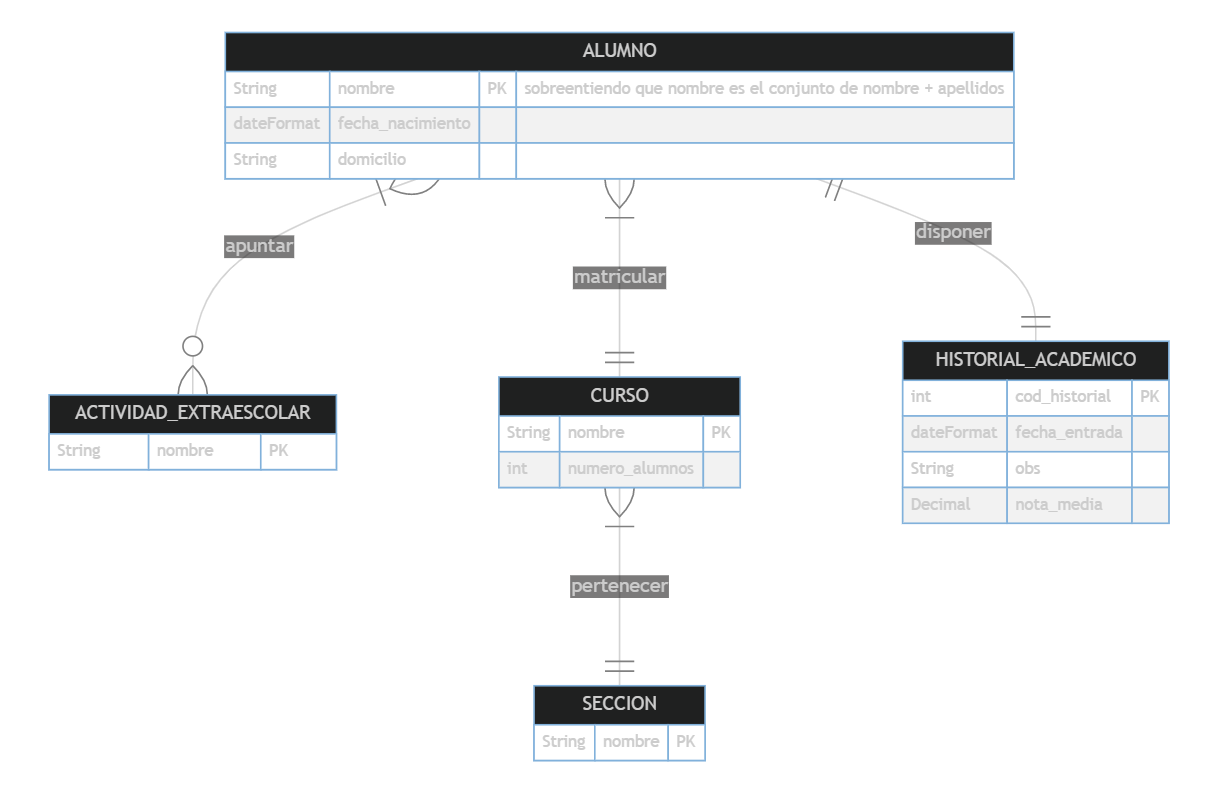 ALUMNO
String nombre PK sobreentiendo que nombre es el conjunto de nombre + apellidos
dateFormat fecha_nacimiento
String domicilio
apuntar
matricular
disponer
ACTIVIDAD_EXTRAESCOLAR
String nombre PK
CURSO
String nombre PK
int numero_alumnos
HISTORIAL_ACADEMICO
int cod_historial PK
dateFormat fecha_entrada
String obs
Decimal nota_media
pertenecer
SECCION
String nombre PK